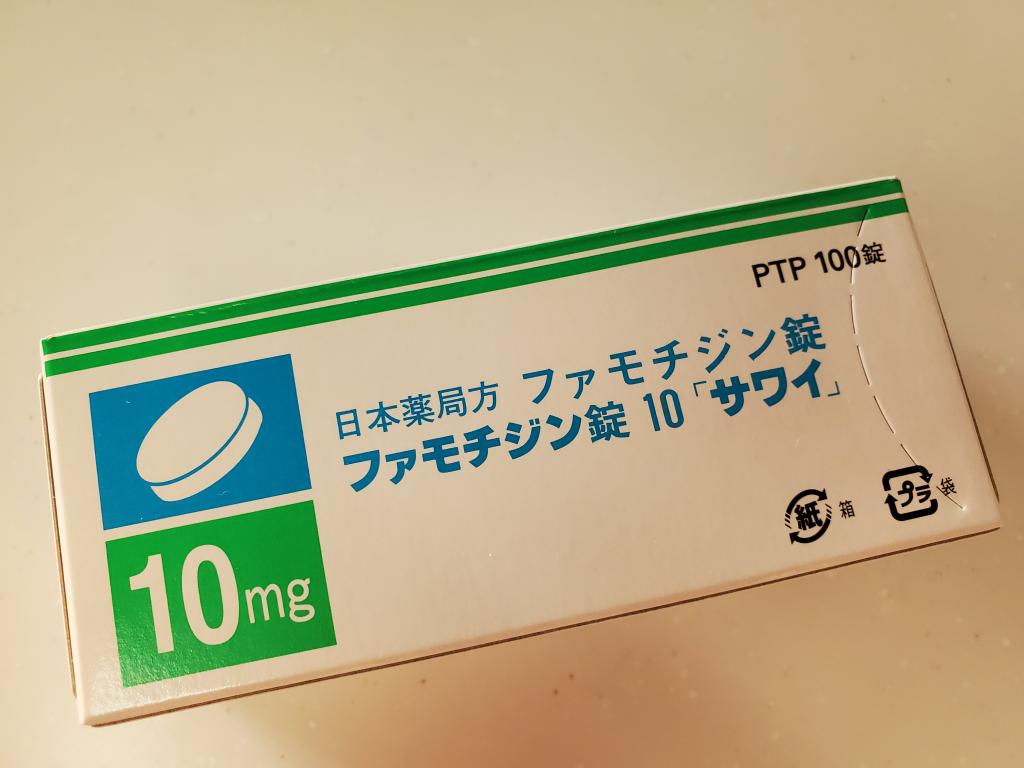 PTP 100錠
日本薬局方 ファモチジン錠
ファモチジン錠 10「サワイ」
10mg
紙 箱
プラ 袋